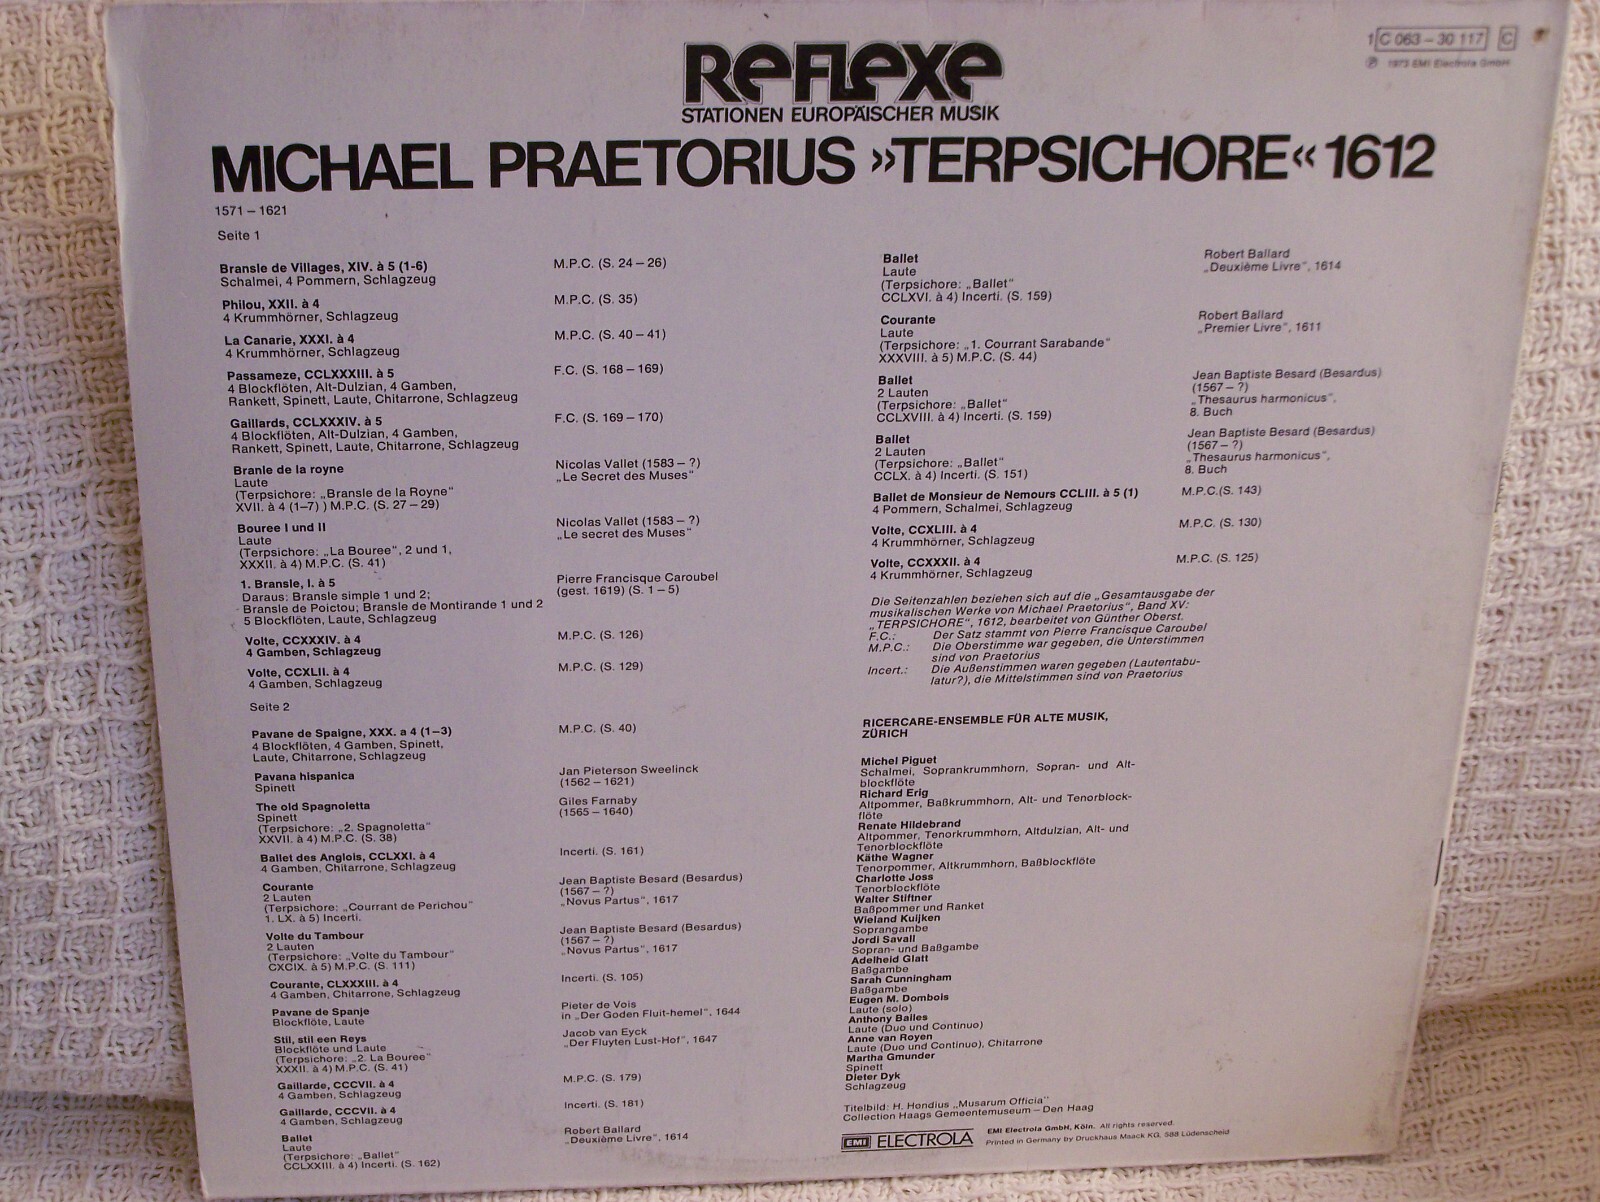 1 C 063 – 30 117 C
℗ 1973 EMI Electrola GmbH
REFLEXE
STATIONEN EUROPÄISCHER MUSIK
MICHAEL PRAETORIUS »TERPSICHORE« 1612
1571 – 1621
Seite 1
Bransle de Villages, XIV. à 5 (1-6) M.P.C. (S. 24 – 26)
Schalmei, 4 Pommern, Schlagzeug
Philou, XXII. à 4 M.P.C. (S. 35)
4 Krummhörner, Schlagzeug
La Canarie, XXXI. à 4 M.P.C. (S. 40 – 41)
4 Krummhörner, Schlagzeug
Passameze, CCLXXXIII. à 5 F.C. (S. 168 – 169)
4 Blockflöten, Alt-Dulzian, 4 Gamben,
Rankett, Spinett, Laute, Chitarrone, Schlagzeug
Gaillards, CCLXXXIV. à 5 F.C. (S. 169 – 170)
4 Blockflöten, Alt-Dulzian, 4 Gamben,
Rankett, Spinett, Laute, Chitarrone, Schlagzeug
Branle de la royne Nicolas Vallet (1583 – ?)
Laute „Le Secret des Muses“
(Terpsichore: „Bransle de la Royne“
XVII. à 4 (1–7) ) M.P.C. (S. 27 – 29)
Bouree I und II Nicolas Vallet (1583 – ?)
Laute „Le secret des Muses“
(Terpsichore: „La Bouree“, 2 und 1,
XXXII. à 4) M.P.C. (S. 41)
1. Bransle, I. à 5 Pierre Francisque Caroubel
Daraus: Bransle simple 1 und 2; (gest. 1619) (S. 1 – 5)
Bransle de Poictou; Bransle de Montirande 1 und 2
5 Blockflöten, Laute, Schlagzeug
Volte, CCXXXIV. à 4 M.P.C. (S. 126)
4 Gamben, Schlagzeug
Volte, CCXLII. à 4 M.P.C. (S. 129)
4 Gamben, Schlagzeug
Seite 2
Pavane de Spaigne, XXX. a 4 (1–3) M.P.C. (S. 40)
4 Blockflöten, 4 Gamben, Spinett,
Laute, Chitarrone, Schlagzeug
Pavana hispanica Jan Pieterson Sweelinck
Spinett (1562 – 1621)
The old Spagnoletta Giles Farnaby
Spinett (1565 – 1640)
(Terpsichore: „2. Spagnoletta“
XXVII. à 4) M.P.C. (S. 38)
Ballet des Anglois, CCLXXI. à 4 Incerti. (S. 161)
4 Gamben, Chitarrone, Schlagzeug
Courante Jean Baptiste Besard (Besardus)
2 Lauten (1567 – ?)
(Terpsichore: „Courrant de Perichou“ „Novus Partus“, 1617
1. LX. à 5) Incerti.
Volte du Tambour Jean Baptiste Besard (Besardus)
2 Lauten (1567 – ?)
(Terpsichore: „Volte du Tambour“ „Novus Partus“, 1617
CXCIX. à 5) M.P.C. (S. 111)
Courante, CLXXXIII. à 4 Incerti. (S. 105)
4 Gamben, Chitarrone, Schlagzeug
Pavane de Spanje Pieter de Vois
Blockflöte, Laute in „Der Goden Fluit-hemel“, 1644
Stil, stil een Reys Jacob van Eyck
Blockflöte und Laute „Der Fluyten Lust-Hof“, 1647
(Terpsichore: „2. La Bouree“
XXXII. à 4) M.P.C. (S. 41)
Gaillarde, CCCVII. à 4 M.P.C. (S. 179)
4 Gamben, Schlagzeug
Gaillarde, CCCVII. à 4 Incerti. (S. 181)
4 Gamben, Schlagzeug
Ballet Robert Ballard
Laute „Deuxième Livre“, 1614
(Terpsichore: „Ballet“
CCLXXIII. à 4) Incerti. (S. 162)
Ballet Robert Ballard
Laute „Deuxième Livre“, 1614
(Terpsichore: „Ballet“
CCLXVI. à 4) Incerti. (S. 159)
Courante Robert Ballard
Laute „Premier Livre“, 1611
(Terpsichore: „1. Courrant Sarabande“
XXXVIII. à 5) M.P.C. (S. 44)
Ballet Jean Baptiste Besard (Besardus)
2 Lauten (1567 – ?)
(Terpsichore: „Ballet“ „Thesaurus harmonicus“,
CCLXVIII. à 4) Incerti. (S. 159) 8. Buch
Ballet Jean Baptiste Besard (Besardus)
2 Lauten (1567 – ?)
(Terpsichore: „Ballet“ „Thesaurus harmonicus“,
CCLX. à 4) Incerti. (S. 151) 8. Buch
Ballet de Monsieur de Nemours CCLIII. à 5 (1) M.P.C.(S. 143)
4 Pommern, Schalmei, Schlagzeug
Volte, CCXLIII. à 4 M.P.C. (S. 130)
4 Krummhörner, Schlagzeug
Volte, CCXXXII. à 4 M.P.C. (S. 125)
4 Krummhörner, Schlagzeug
Die Seitenzahlen beziehen sich auf die „Gesamtausgabe der
musikalischen Werke von Michael Praetorius“, Band XV:
„TERPSICHORE“, 1612, bearbeitet von Günther Oberst.
F.C.: Der Satz stammt von Pierre Francisque Caroubel
M.P.C.: Die Oberstimme war gegeben, die Unterstimmen
sind von Praetorius
Incert.: Die Außenstimmen waren gegeben (Lautentabu-
latur?), die Mittelstimmen sind von Praetorius
RICERCARE-ENSEMBLE FÜR ALTE MUSIK,
ZÜRICH
Michel Piguet
Schalmei, Soprankrummhorn, Sopran- und Alt-
blockflöte
Richard Erig
Altpommer, Baßkrummhorn, Alt- und Tenorblock-
flöte
Renate Hildebrand
Altpommer, Tenorkrummhorn, Altdulzian, Alt- und
Tenorblockflöte
Käthe Wagner
Tenorpommer, Altkrummhorn, Baßblockflöte
Charlotte Joss
Tenorblockflöte
Walter Stiftner
Baßpommer und Ranket
Wieland Kuijken
Soprangambe
Jordi Savall
Sopran- und Baßgambe
Adelheid Glatt
Baßgambe
Sarah Cunningham
Baßgambe
Eugen M. Dombois
Laute (solo)
Anthony Bailes
Laute (Duo und Continuo)
Anne van Royen
Laute (Duo und Continuo), Chitarrone
Martha Gmunder
Spinett
Dieter Dyk
Schlagzeug
Titelbild: H. Hondius „Musarum Officia“
Collection Haags Gemeentemuseum – Den Haag
EMI ELECTROLA
EMI Electrola GmbH, Köln. All rights reserved.
Printed in Germany by Druckhaus Maack KG, 588 Lüdenscheid